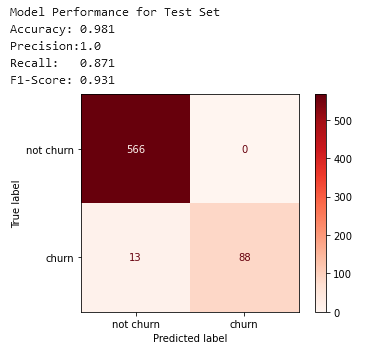 Model Performance for Test Set
Accuracy: 0.981
Precision:1.0
Recall: 0.871
F1-Score: 0.931
not churn
566
0
500
400
300
True label
200
churn
13
88
100
0
not churn
churn
Predicted label